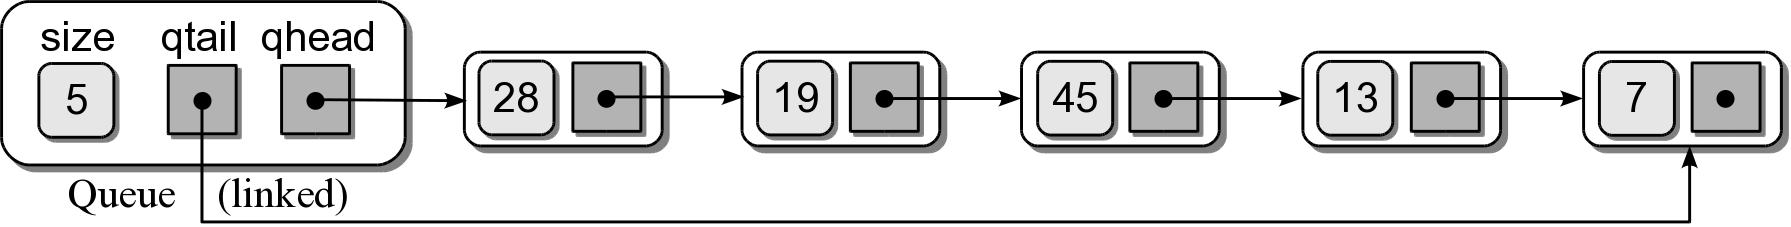 size qtail qhead
5 28 19 45 13 7
Queue (linked)